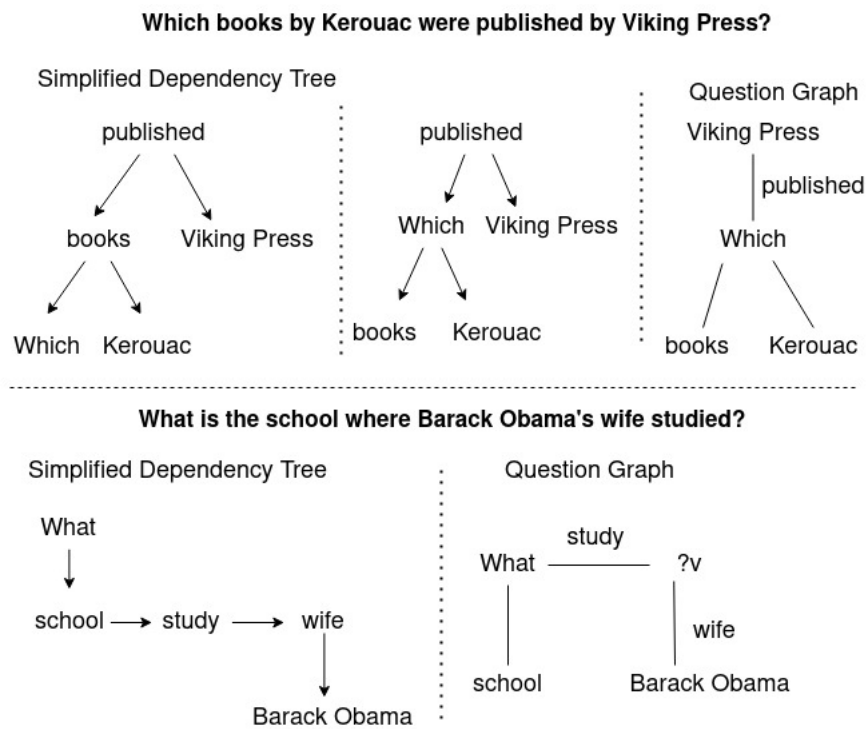 Which books by Kerouac were published by Viking Press?
Simplified Dependency Tree
published
books
Viking Press
Which
Kerouac
published
Which
Viking Press
books
Kerouac
Question Graph
Viking Press
published
Which
books
Kerouac
What is the school where Barack Obama's wife studied?
Simplified Dependency Tree
What
school
study
wife
Barack Obama
Question Graph
study
What
?v
wife
school
Barack Obama